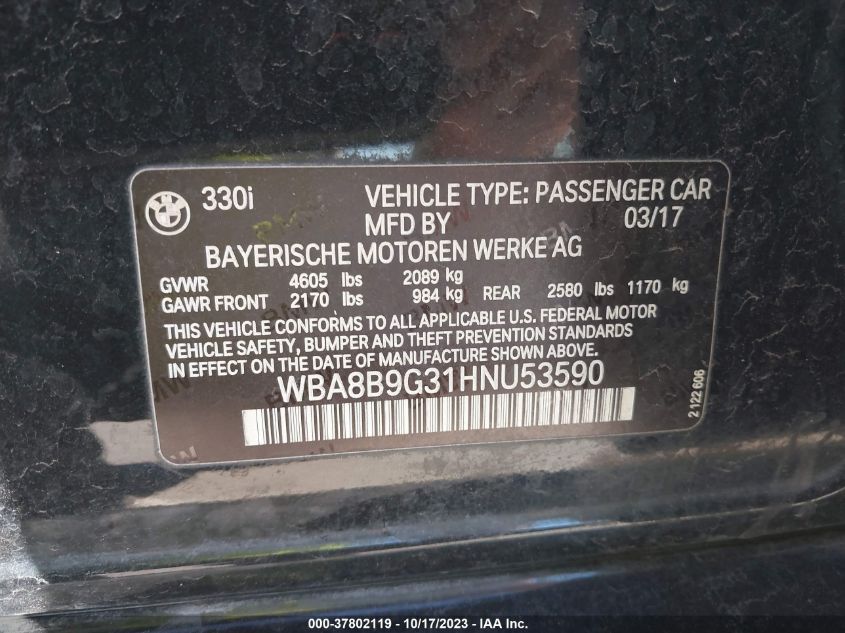 BMW
330i VEHICLE TYPE: PASSENGER CAR
MFD BY 03/17
BAYERISCHE MOTOREN WERKE AG
GVWR 4605 lbs 2089 kg
GAWR FRONT 2170 lbs 984 kg REAR 2580 lbs 1170 kg
THIS VEHICLE CONFORMS TO ALL APPLICABLE U.S. FEDERAL MOTOR
VEHICLE SAFETY, BUMPER AND THEFT PREVENTION STANDARDS
IN EFFECT ON THE DATE OF MANUFACTURE SHOWN ABOVE.
WBA8B9G31HNU53590
2 122 606
000-37802119 - 10/17/2023 - IAA Inc.